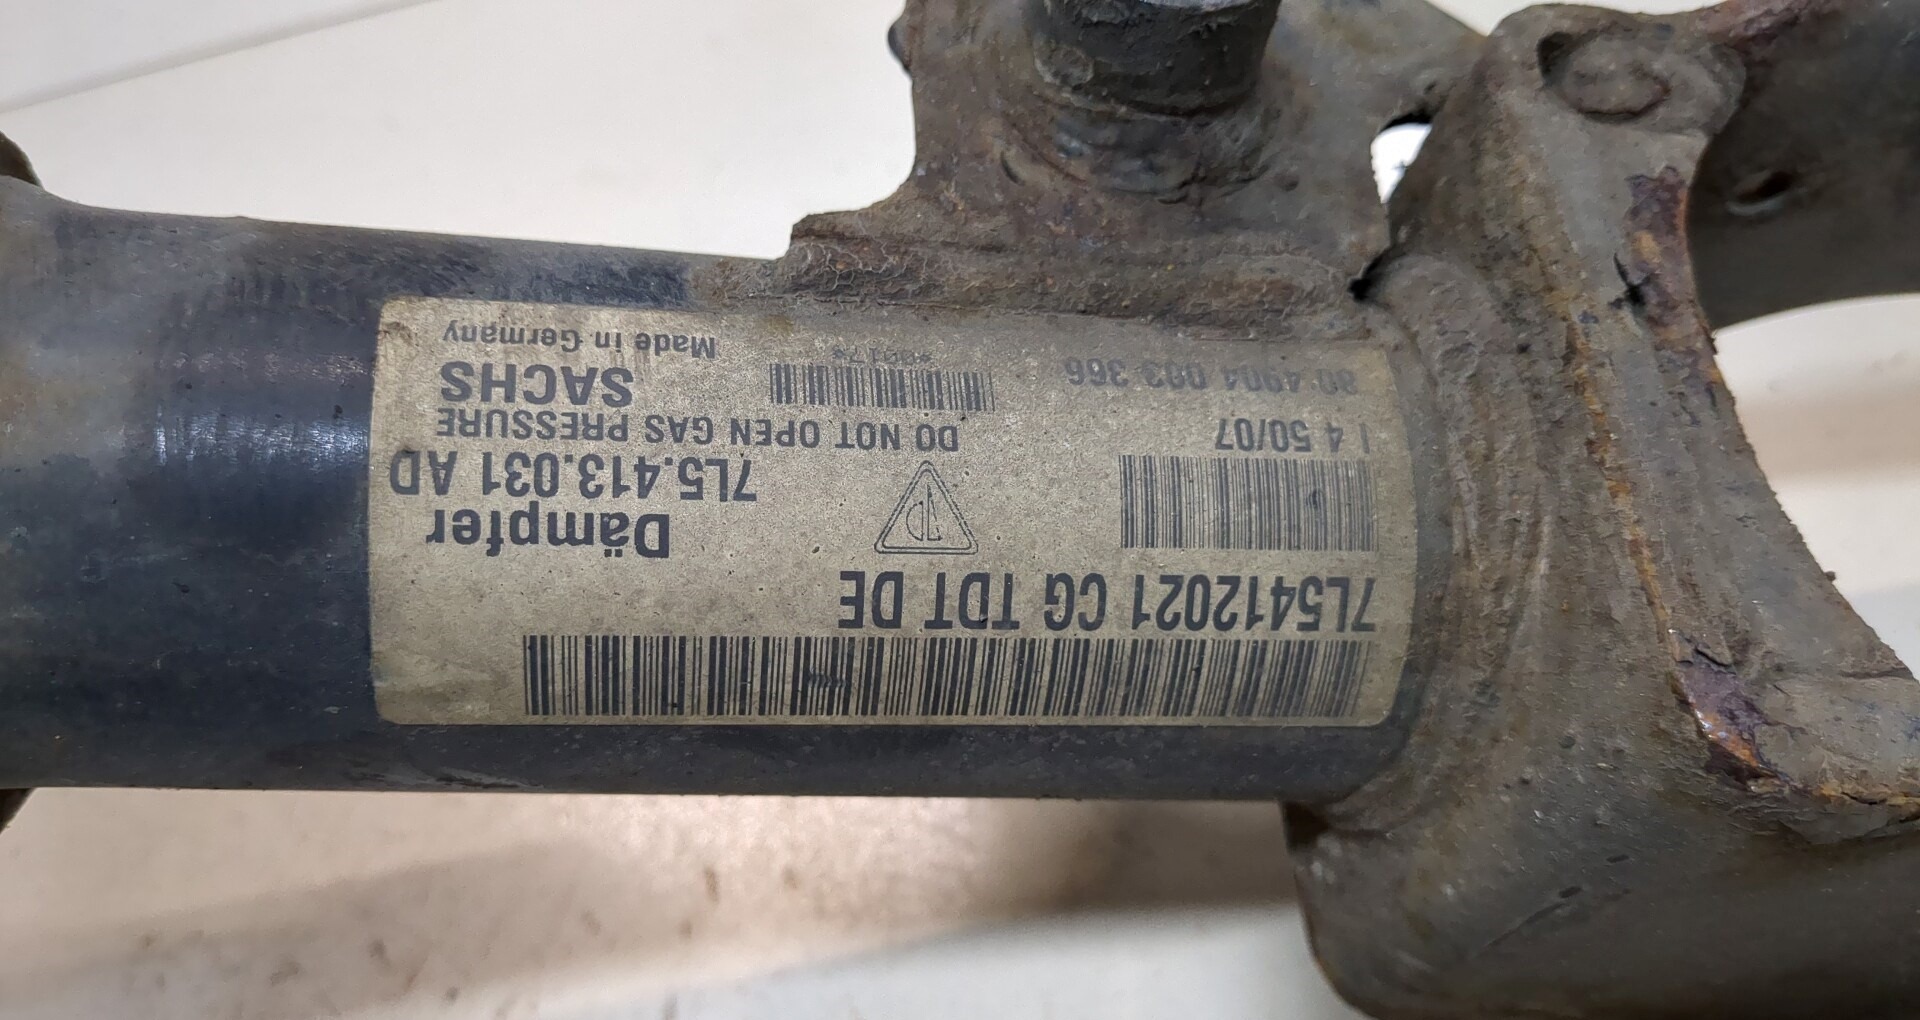 7L5412021 CG TDT DE
Dämpfer
7L5.413.031 AD
I 4 50/07
DO NOT OPEN GAS PRESSURE
80 4904 003 366
SACHS
Made in Germany